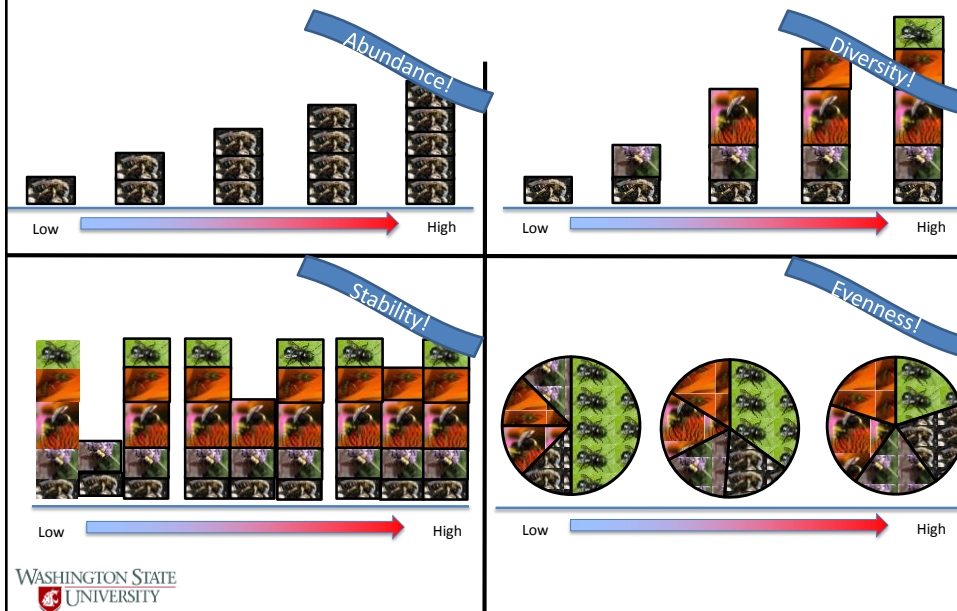 Abundance!
Low
High
Diversity!
Low
High
Stability!
Low
High
Evenness!
Low
High
WASHINGTON STATE
UNIVERSITY